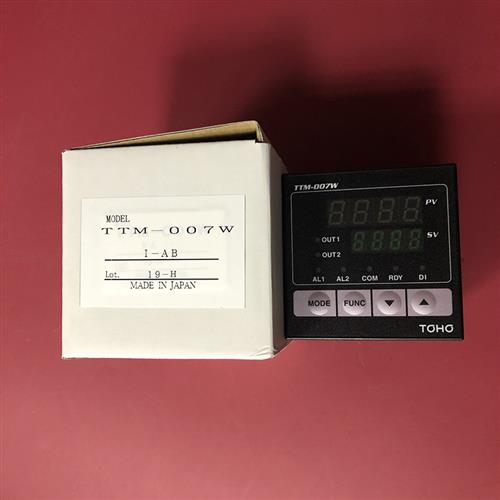 MODEL
TTM-007W
I-AB
Lot. 19-H
MADE IN JAPAN
TTM-007W
8888 PV
OUT1 8888 SV
OUT2
AL1 AL2 COM RDY DI
MODE FUNC ▼ ▲
TOHO